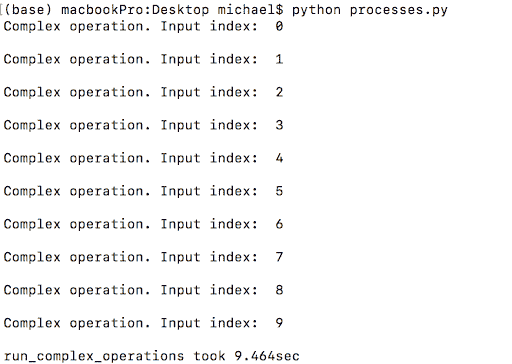 [(base) macbookPro:Desktop michael$ python processes.py
Complex operation. Input index:  0
Complex operation. Input index:  1
Complex operation. Input index:  2
Complex operation. Input index:  3
Complex operation. Input index:  4
Complex operation. Input index:  5
Complex operation. Input index:  6
Complex operation. Input index:  7
Complex operation. Input index:  8
Complex operation. Input index:  9
run_complex_operations took 9.464sec